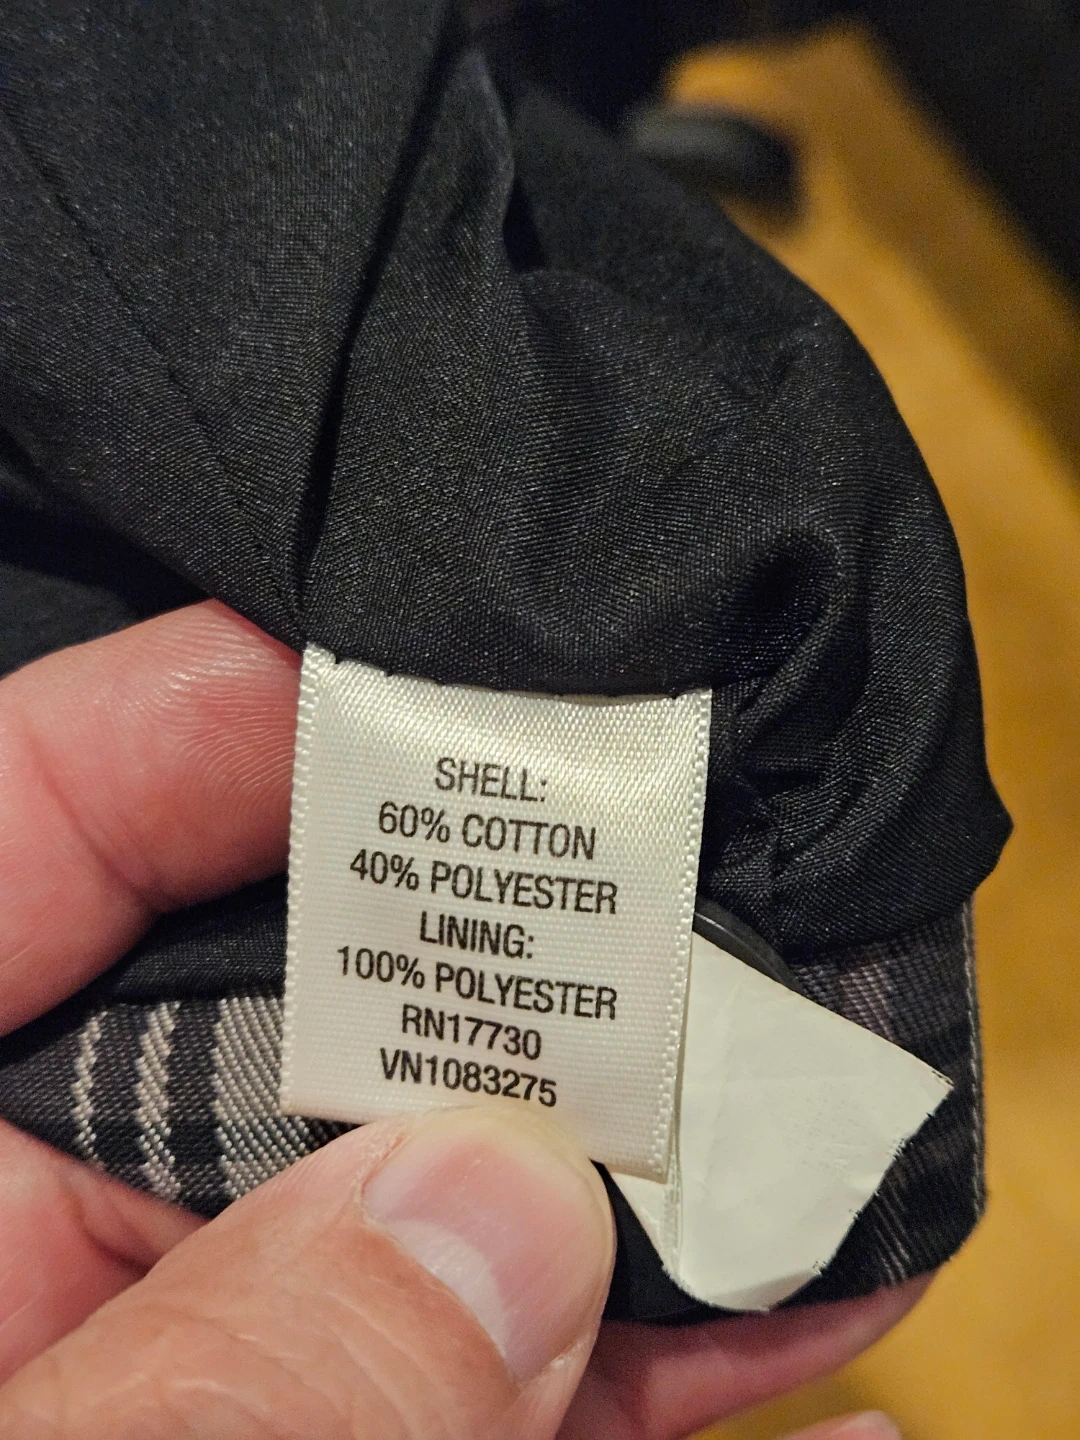 SHELL:
60% COTTON
40% POLYESTER
LINING:
100% POLYESTER
RN17730
VN1083275